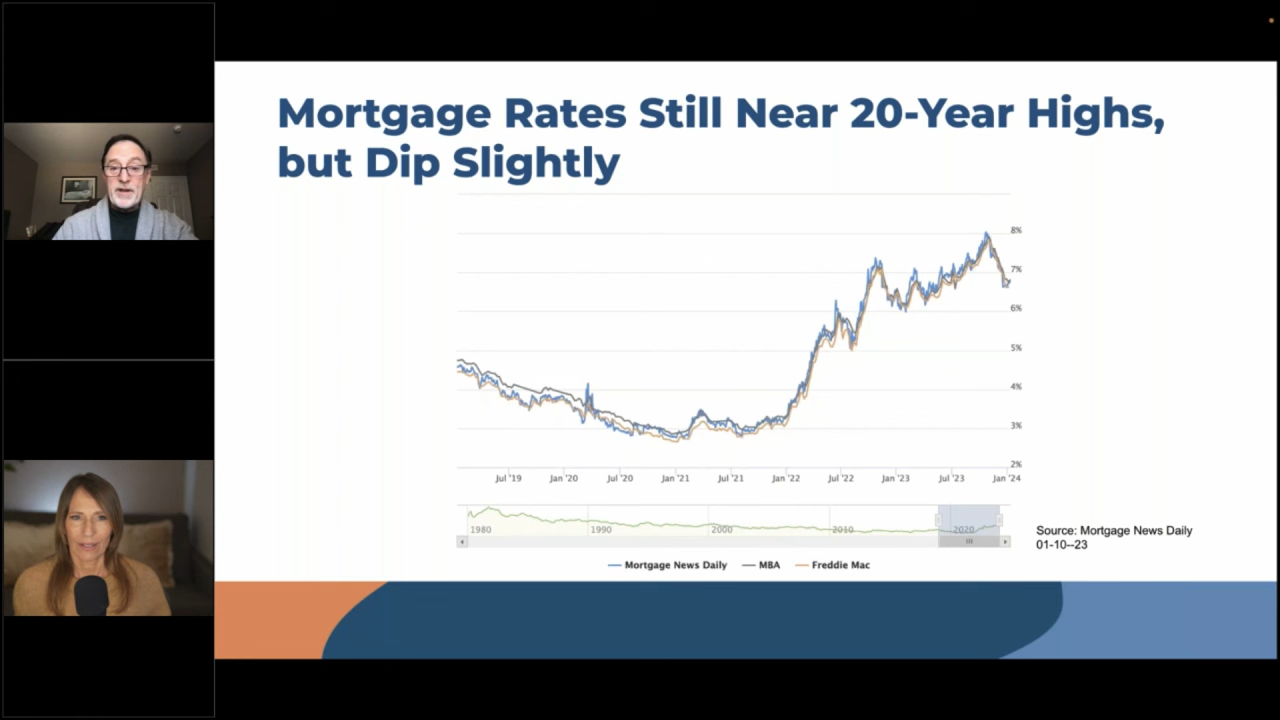 Mortgage Rates Still Near 20-Year Highs,
but Dip Slightly
8%
7%
6%
5%
4%
3%
2%
Jul '19 Jan '20 Jul '20 Jan '21 Jul '21 Jan '22 Jul '22 Jan '23 Jul '23 Jan '24
1980 1990 2000 2010 2020
Source: Mortgage News Daily
01-10--23
Mortgage News Daily MBA Freddie Mac